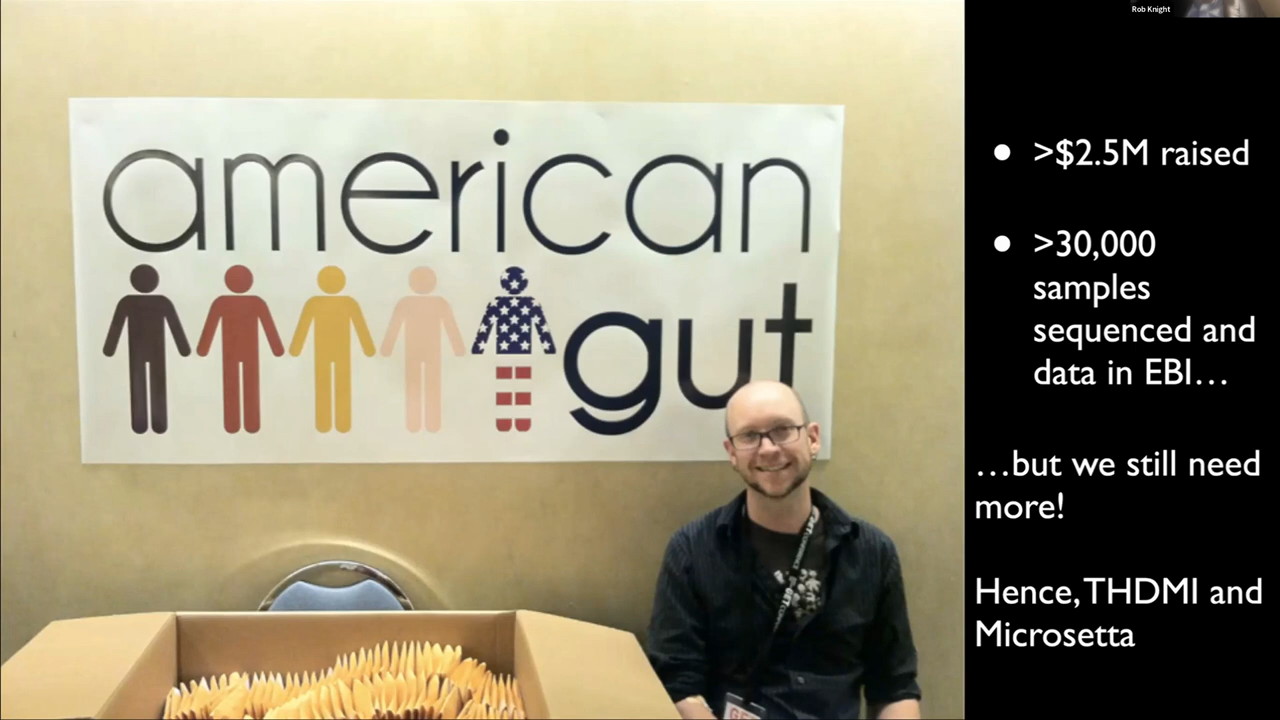 Rob Knight
american
gut
GET
• >$2.5M raised
• >30,000
samples
sequenced and
data in EBI…
…but we still need
more!
Hence, THDMI and
Microsetta